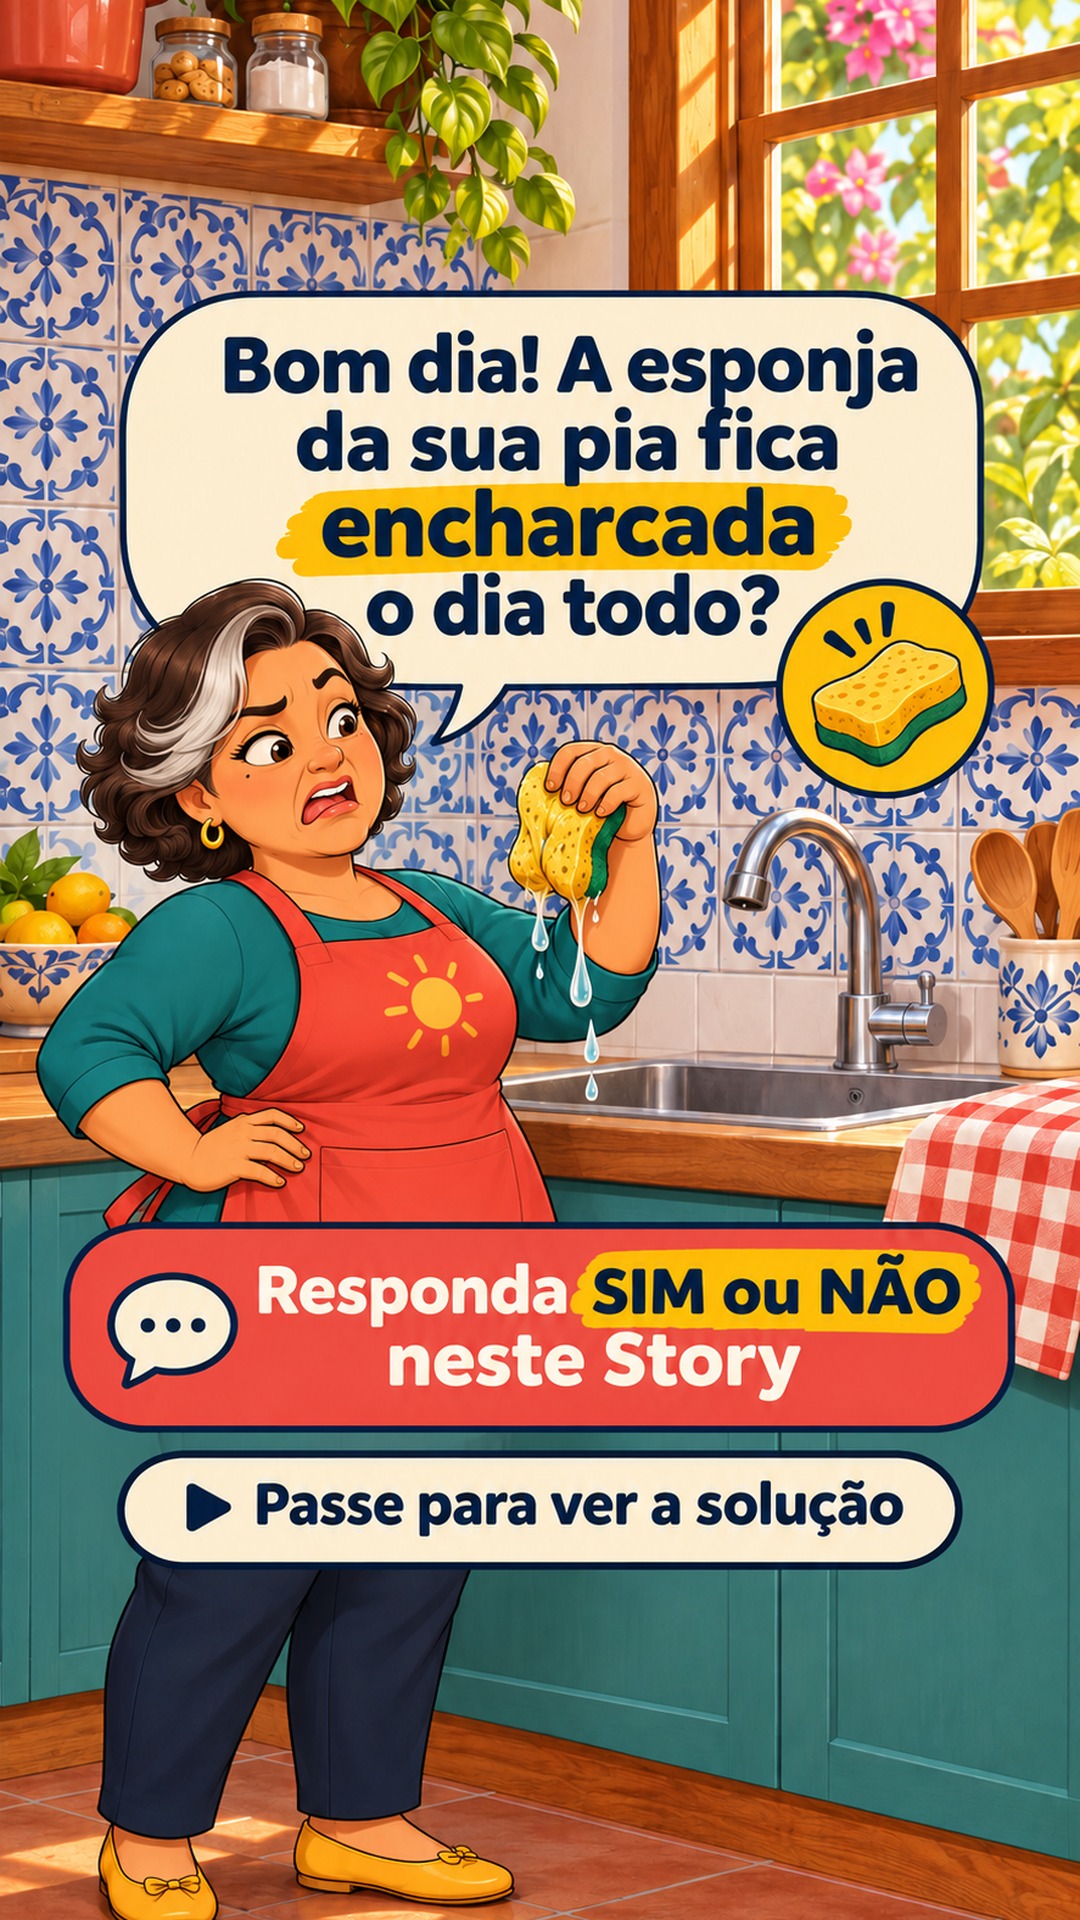 Bom dia! A esponja
da sua pia fica
encharcada
o dia todo?
Responda SIM ou NÃO
neste Story
Passe para ver a solução